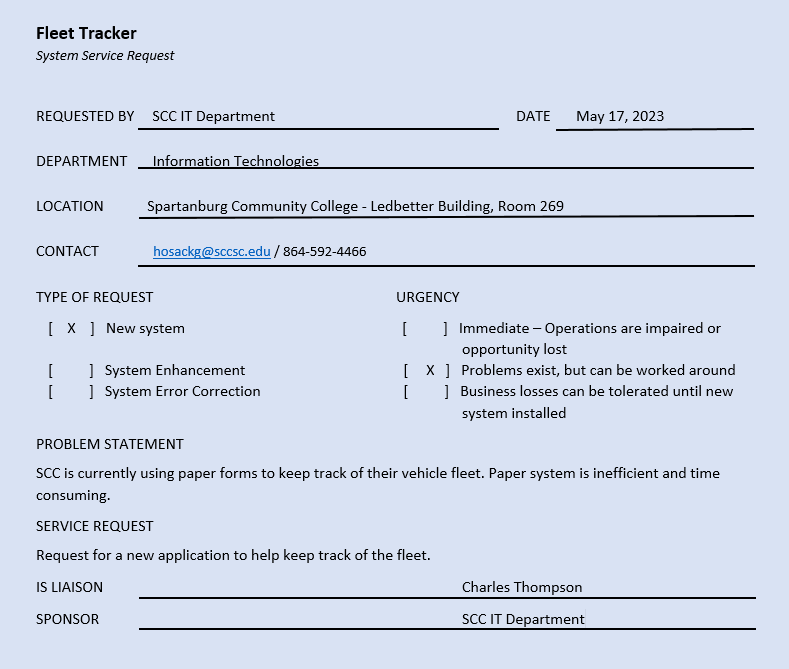 Fleet Tracker
System Service Request
REQUESTED BY SCC IT Department DATE May 17, 2023
DEPARTMENT Information Technologies
LOCATION Spartanburg Community College - Ledbetter Building, Room 269
CONTACT hosackg@sccsc.edu / 864-592-4466
TYPE OF REQUEST URGENCY
[ X ] New system [ ] Immediate – Operations are impaired or
opportunity lost
[ ] System Enhancement [ X ] Problems exist, but can be worked around
[ ] System Error Correction [ ] Business losses can be tolerated until new
system installed
PROBLEM STATEMENT
SCC is currently using paper forms to keep track of their vehicle fleet. Paper system is inefficient and time
consuming.
SERVICE REQUEST
Request for a new application to help keep track of the fleet.
IS LIAISON Charles Thompson
SPONSOR SCC IT Department